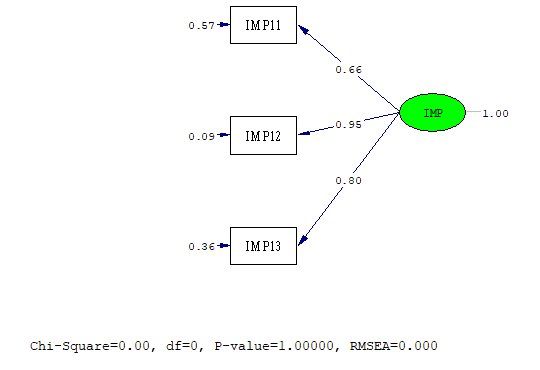 0.57
IMP11
0.66
IMP
1.00
0.95
0.09
IMP12
0.80
0.36
IMP13
Chi-Square=0.00, df=0, P-value=1.00000, RMSEA=0.000